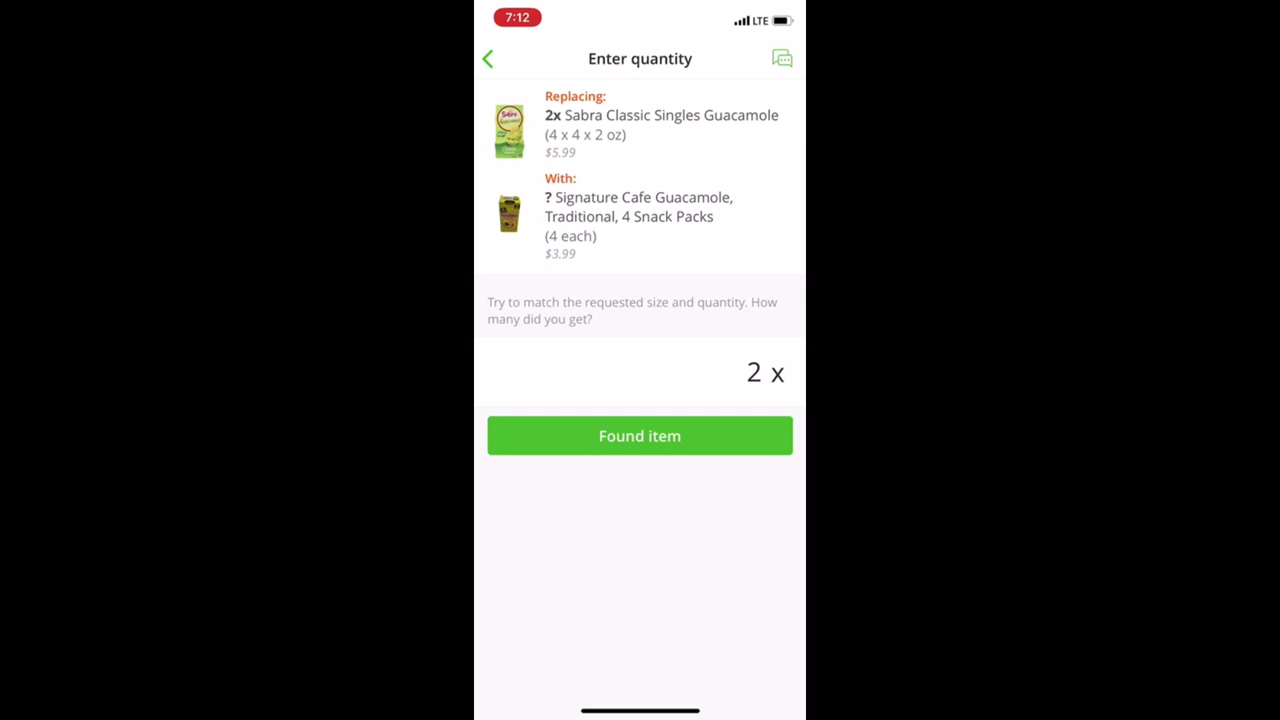 7:12
LTE
Enter quantity
Replacing:
2x Sabra Classic Singles Guacamole
(4 x 4 x 2 oz)
$5.99
Sabra
With:
? Signature Cafe Guacamole,
Traditional, 4 Snack Packs
(4 each)
$3.99
Try to match the requested size and quantity. How
many did you get?
2 x
Found item